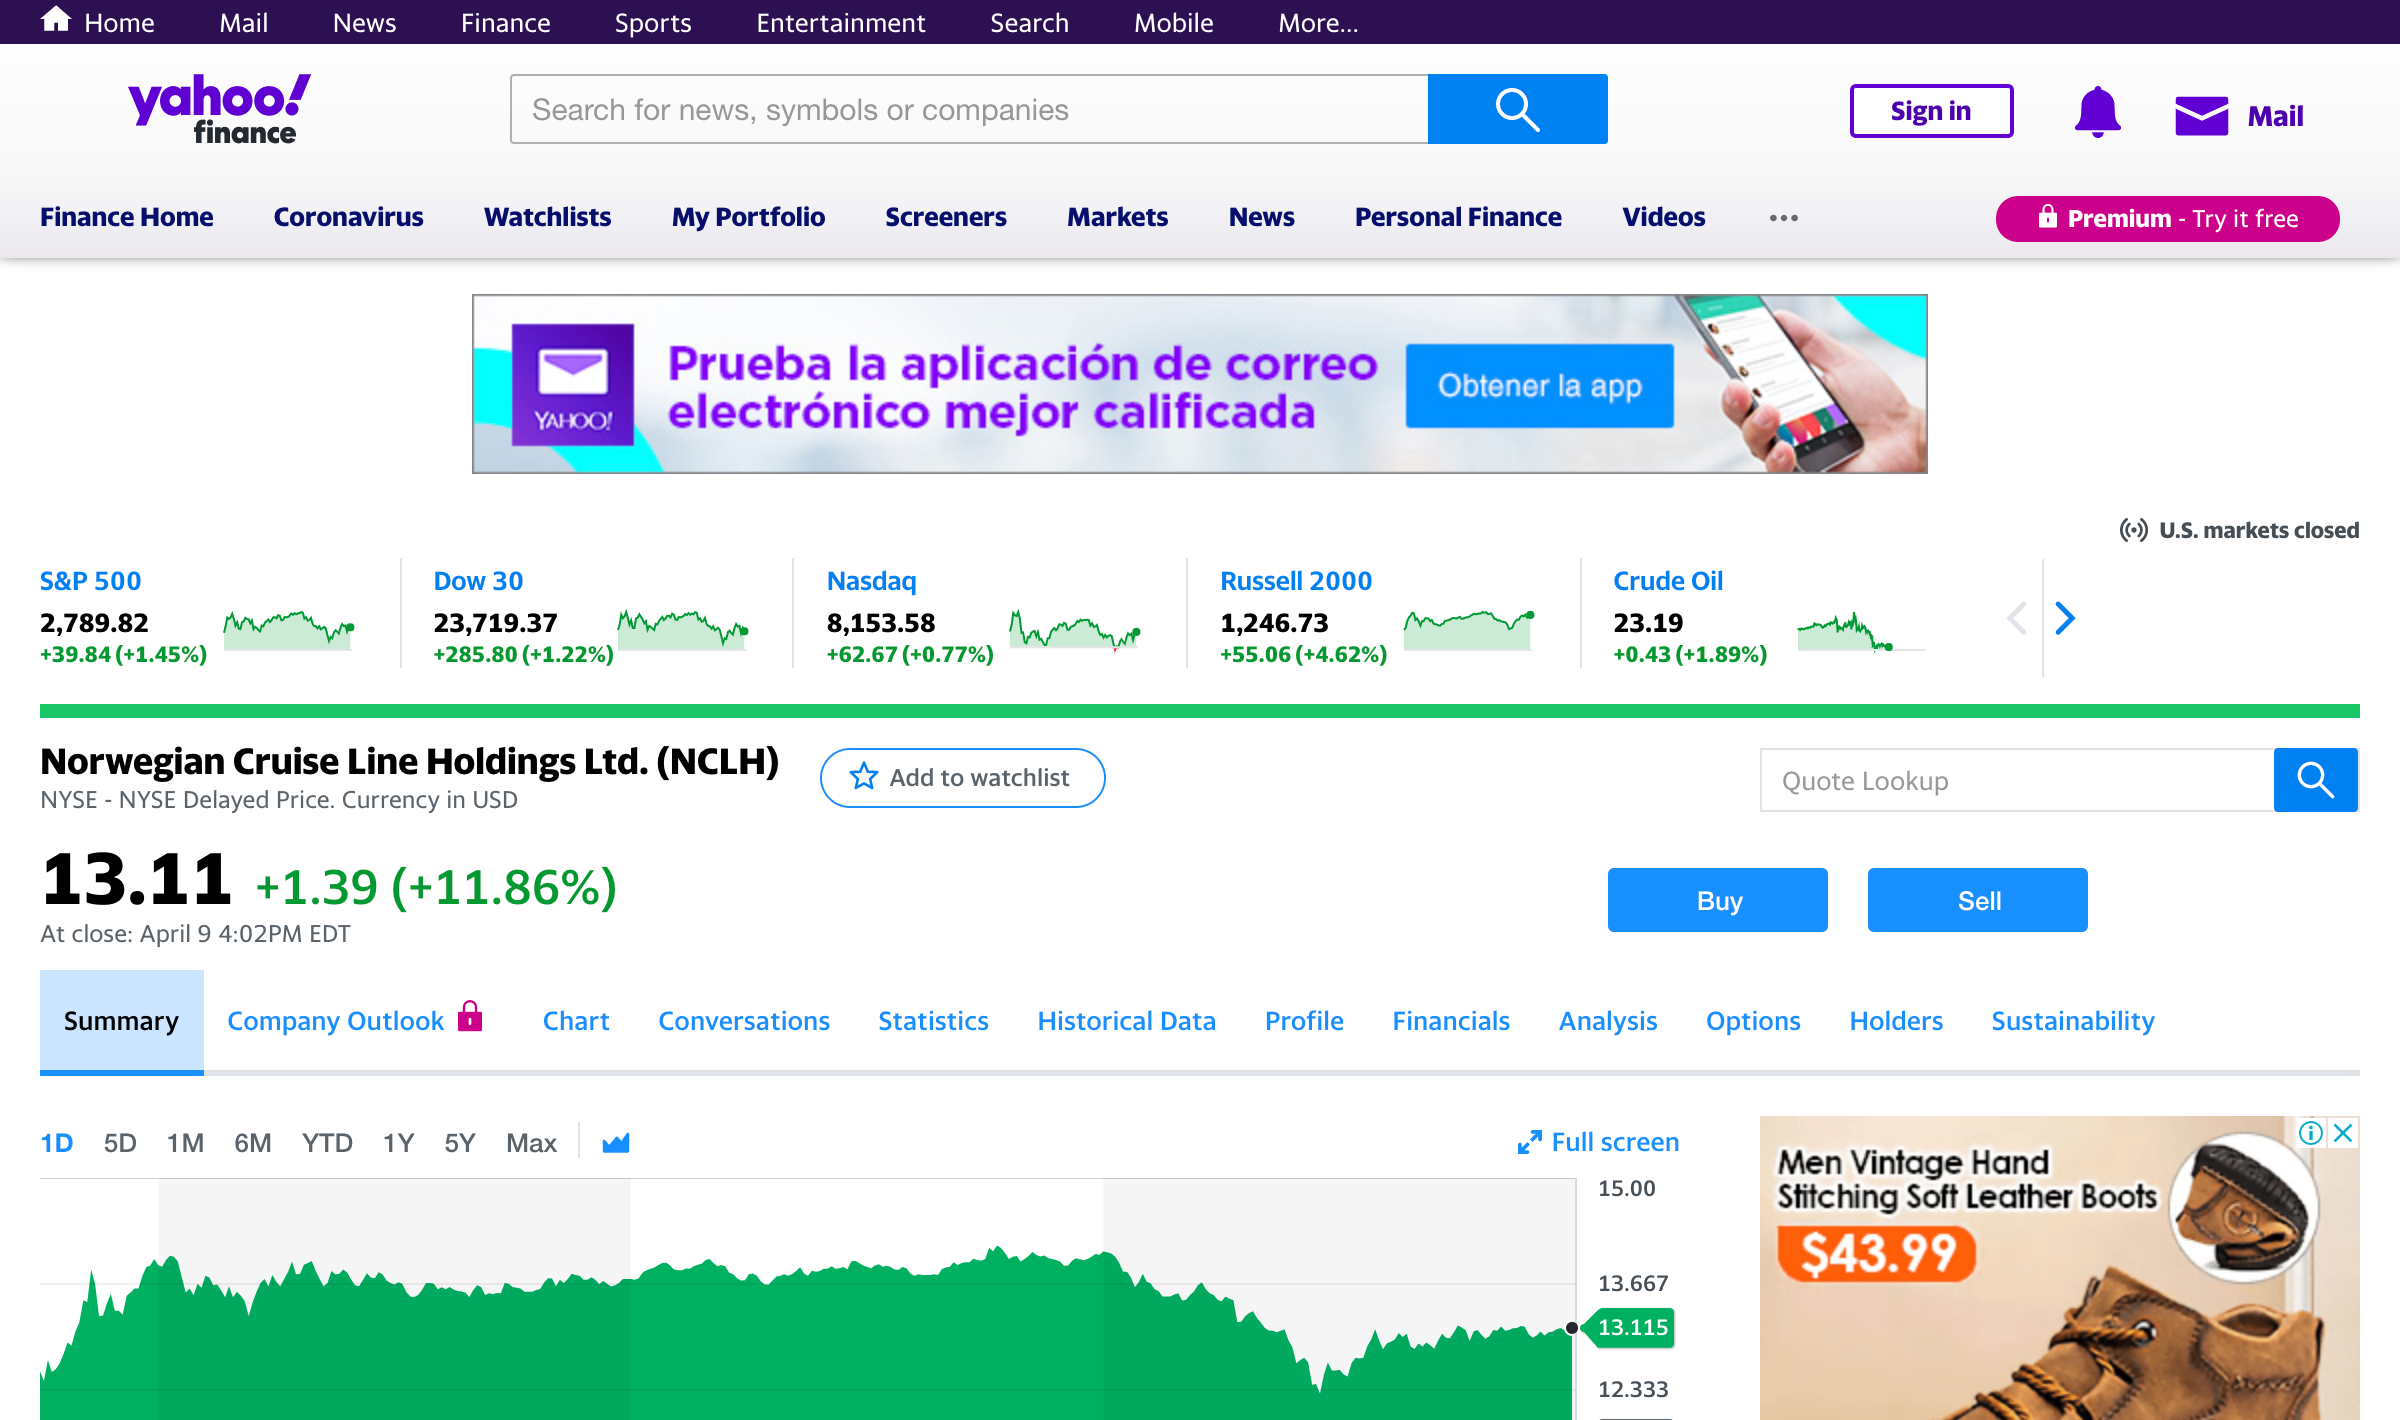 Home Mail News Finance Sports Entertainment Search Mobile More...
yahoo!
finance
Search for news, symbols or companies
Sign in
Mail
Finance Home Coronavirus Watchlists My Portfolio Screeners Markets News Personal Finance Videos •••
Premium - Try it free
YAHOO!
Prueba la aplicación de correo
electrónico mejor calificada
Obtener la app
U.S. markets closed
S&P 500
2,789.82
+39.84 (+1.45%)
Dow 30
23,719.37
+285.80 (+1.22%)
Nasdaq
8,153.58
+62.67 (+0.77%)
Russell 2000
1,246.73
+55.06 (+4.62%)
Crude Oil
23.19
+0.43 (+1.89%)
Norwegian Cruise Line Holdings Ltd. (NCLH)
NYSE - NYSE Delayed Price. Currency in USD
Add to watchlist
Quote Lookup
13.11 +1.39 (+11.86%)
At close: April 9 4:02PM EDT
Buy
Sell
Summary Company Outlook Chart Conversations Statistics Historical Data Profile Financials Analysis Options Holders Sustainability
1D 5D 1M 6M YTD 1Y 5Y Max
Full screen
15.00
13.667
13.115
12.333
Men Vintage Hand
Stitching Soft Leather Boots
$43.99